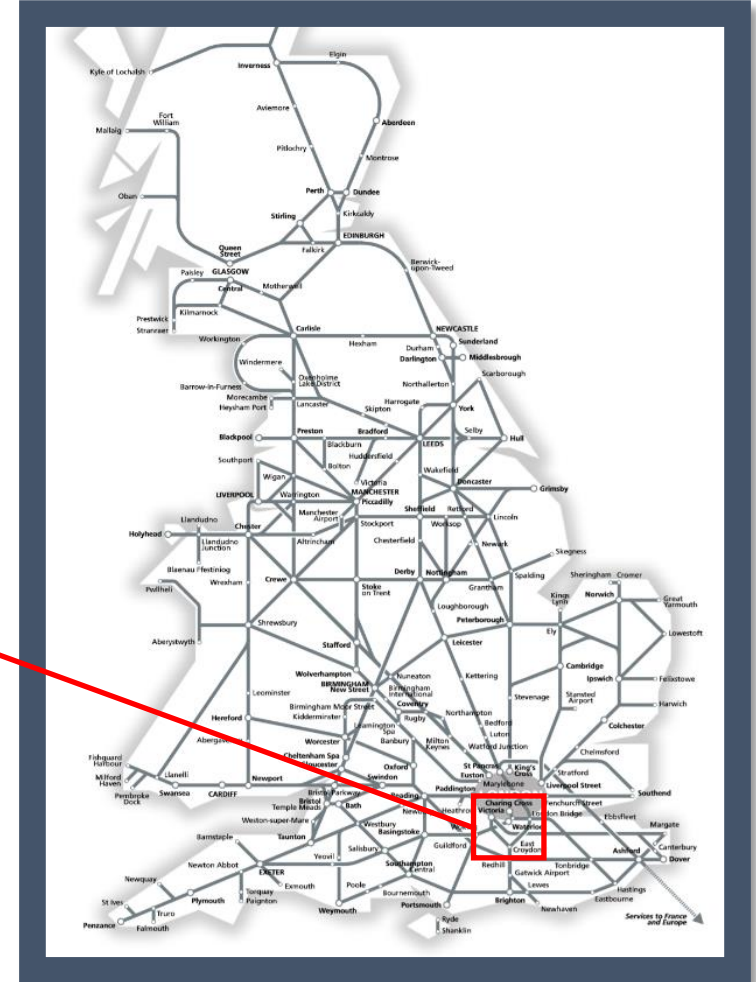 Elgin
Inverness
Kyle of Lochalsh
Aviemore
Aberdeen
Fort
William
Mallaig
Pitlochry
Montrose
Perth
Dundee
Oban
Kirkcaldy
Stirling
EDINBURGH
Queen
Street
Falkirk
Berwick-
upon-Tweed
Paisley
GLASGOW
Central
Motherwell
Kilmarnock
Prestwick
Stranraer
Carlisle
NEWCASTLE
Sunderland
Workington
Hexham
Durham
Darlington
Middlesbrough
Windermere
Oxenholme
Lake District
Scarborough
Barrow-in-Furness
Northallerton
Morecambe
Heysham Port
Lancaster
Harrogate
Skipton
York
Blackpool
Preston
Bradford
LEEDS
Selby
Hull
Blackburn
Huddersfield
Southport
Bolton
Wakefield
Wigan
Victoria
MANCHESTER
Piccadilly
Doncaster
Grimsby
LIVERPOOL
Warrington
Manchester
Airport
Sheffield
Retford
Lincoln
Llandudno
Stockport
Worksop
Holyhead
Chester
Llandudno
Junction
Altrincham
Chesterfield
Newark
Skegness
Blaenau Ffestiniog
Wrexham
Crewe
Stoke
on Trent
Derby
Nottingham
Grantham
Spalding
Sheringham
Cromer
Pwllheli
Kings
Lynn
Norwich
Great
Yarmouth
Loughborough
Peterborough
Shrewsbury
Ely
Lowestoft
Aberystwyth
Stafford
Leicester
Wolverhampton
Nuneaton
Kettering
Cambridge
BIRMINGHAM
New Street
Birmingham
International
Ipswich
Felixstowe
Leominster
Birmingham Moor Street
Coventry
Stevenage
Stansted
Airport
Harwich
Kidderminster
Rugby
Northampton
Hereford
Leamington
Spa
Bedford
Colchester
Worcester
Banbury
Milton
Keynes
Luton
Watford Junction
Cheltenham Spa
Gloucester
Oxford
St Pancras
King's
Cross
Chelmsford
Fishguard
Harbour
Euston
Stratford
Milford
Haven
Llanelli
Newport
Swindon
Marylebone
Paddington
Liverpool Street
Pembroke
Dock
Swansea
CARDIFF
Bristol Parkway
Reading
Southend
Bristol
Temple Meads
Bath
Charing Cross
Victoria
Fenchurch Street
London Bridge
Weston-super-Mare
Westbury
Waterloo
Ebbsfleet
Margate
Barnstaple
Taunton
Basingstoke
Guildford
East
Croydon
Canterbury
Yeovil
Salisbury
Ashford
Dover
Newton Abbot
Redhill
Tonbridge
EXETER
Southampton
Central
Gatwick Airport
Newquay
Exmouth
Poole
Lewes
Hastings
St Ives
Plymouth
Torquay
Paignton
Bournemouth
Eastbourne
Weymouth
Portsmouth
Brighton
Newhaven
Truro
Penzance
Falmouth
Ryde
Shanklin
Services to France
and Europe